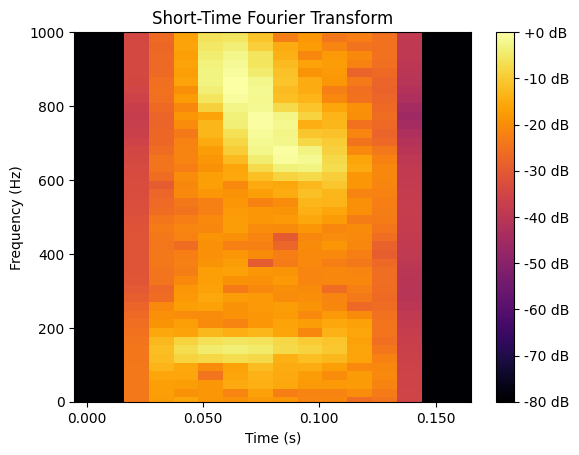 Short-Time Fourier Transform
1000
800
600
400
200
0
Frequency (Hz)
0.000
0.050
0.100
0.150
Time (s)
+0 dB
-10 dB
-20 dB
-30 dB
-40 dB
-50 dB
-60 dB
-70 dB
-80 dB